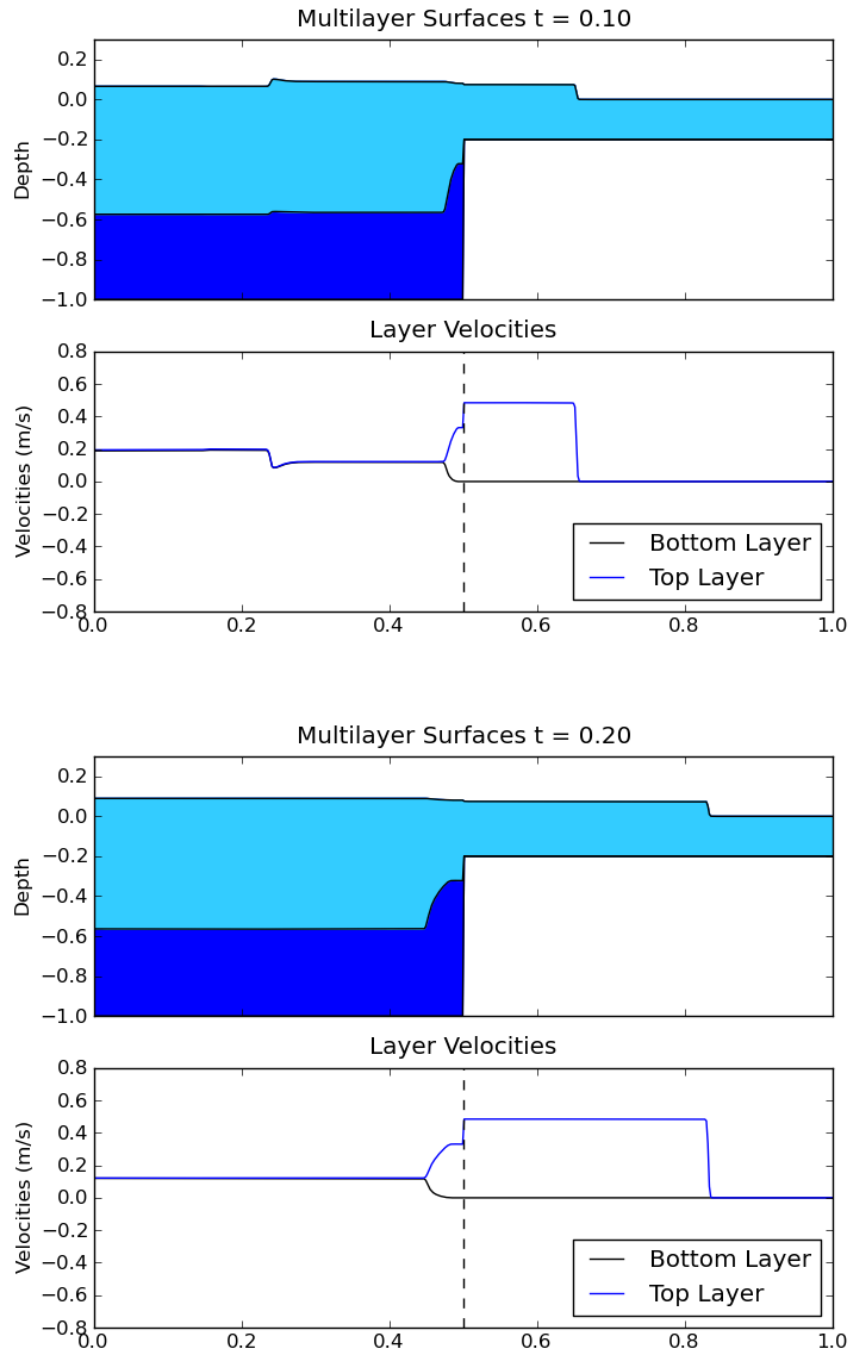 Multilayer Surfaces t = 0.10
0.2
0.0
−0.2
−0.4
−0.6
−0.8
−1.0
Depth
Layer Velocities
0.8
0.6
0.4
0.2
0.0
−0.2
−0.4
−0.6
−0.8
Velocities (m/s)
Bottom Layer
Top Layer
0.0 0.2 0.4 0.6 0.8 1.0
Multilayer Surfaces t = 0.20
0.2
0.0
−0.2
−0.4
−0.6
−0.8
−1.0
Depth
Layer Velocities
0.8
0.6
0.4
0.2
0.0
−0.2
−0.4
−0.6
−0.8
Velocities (m/s)
Bottom Layer
Top Layer
0.0 0.2 0.4 0.6 0.8 1.0